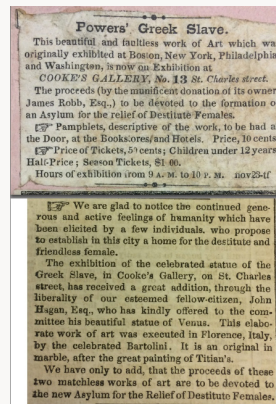 Powers' Greek Slave.
This beautiful and faultless work of Art which wa
originally exhibited at Boston, New York, Philadelphia
and Washington, is now on Exhibition at
COOKE'S GALLERY, No. 13 St. Charles street.
The proceeds (by the munificent donation of its owner
James Robb, Esq.,) to be devoted to the formation o
an Asylum for the relief of Destitute Females.
☞ Pamphlets, descriptive of the work, to be had a
the Door, at the Bookstores/and Hotels. Price, 10 cents
☞ Price of Tickets, 50 cents; Children under 12 years
Half-Price; Season Tickets, $1 00.
Hours of exhibition from 9 A. M. to 10 P. M. nov23-tf
☞ We are glad to notice the continued gene-
rous and active feelings of humanity which have
been elicited by a few individuals, who propose
to establish in this city a home for the destitute and
friendless female.
The exhibition of the celebrated statue of the
Greek Slave, in Cooke's Gallery, on St. Charles
street, has received a great addition, through the
liberality of our esteemed fellow-citizen, John
Hagan, Esq., who has kindly offered to the com-
mittee his beautiful statue of Venus. This elabo-
rate work of art was executed in Florence, Italy,
by the celebrated Bartolini. It is an original in
marble, after the great painting of Titian's.
We have only to add, that the proceeds of these
two matchless works of art are to be devoted to
the new Asylum for the Relief of Destitute Females.